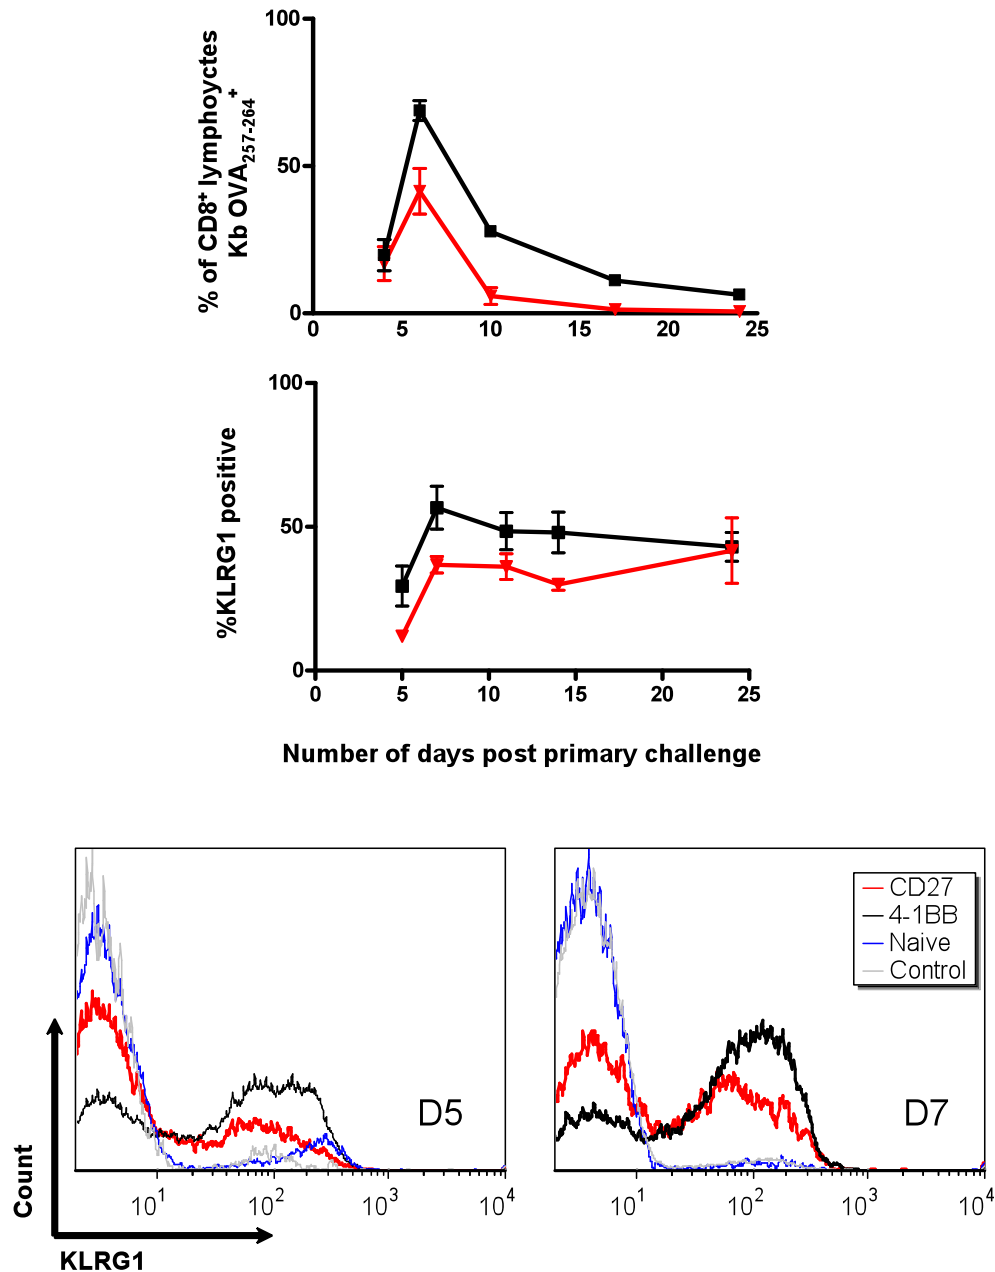 % of CD8⁺ lymphoyctes
Kb OVA₂₅₇₋₂₆₄⁺
100
50
0
0 5 10 15 20 25
%KLRG1 positive
100
50
0
0 5 10 15 20 25
Number of days post primary challenge
D5
10¹ 10² 10³ 10⁴
CD27
4-1BB
Naive
Control
D7
10¹ 10² 10³ 10⁴
Count
KLRG1